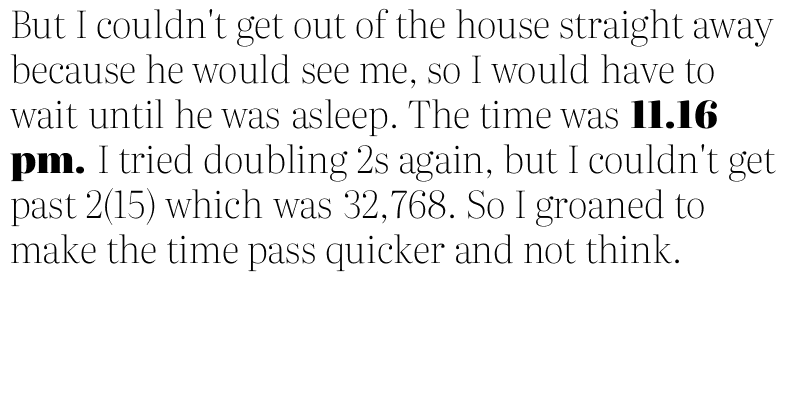 But I couldn't get out of the house straight away
because he would see me, so I would have to
wait until he was asleep. The time was 11.16
pm. I tried doubling 2s again, but I couldn't get
past 2(15) which was 32,768. So I groaned to
make the time pass quicker and not think.